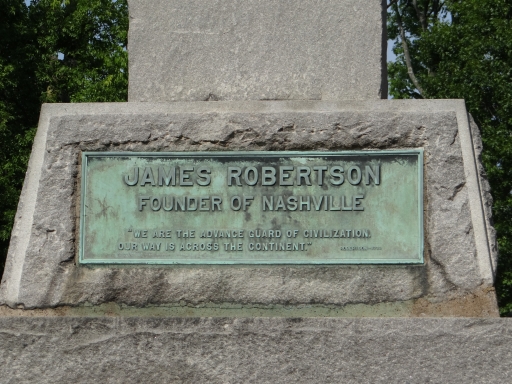 JAMES ROBERTSON
FOUNDER OF NASHVILLE
"WE ARE THE ADVANCE GUARD OF CIVILIZATION,
OUR WAY IS ACROSS THE CONTINENT"